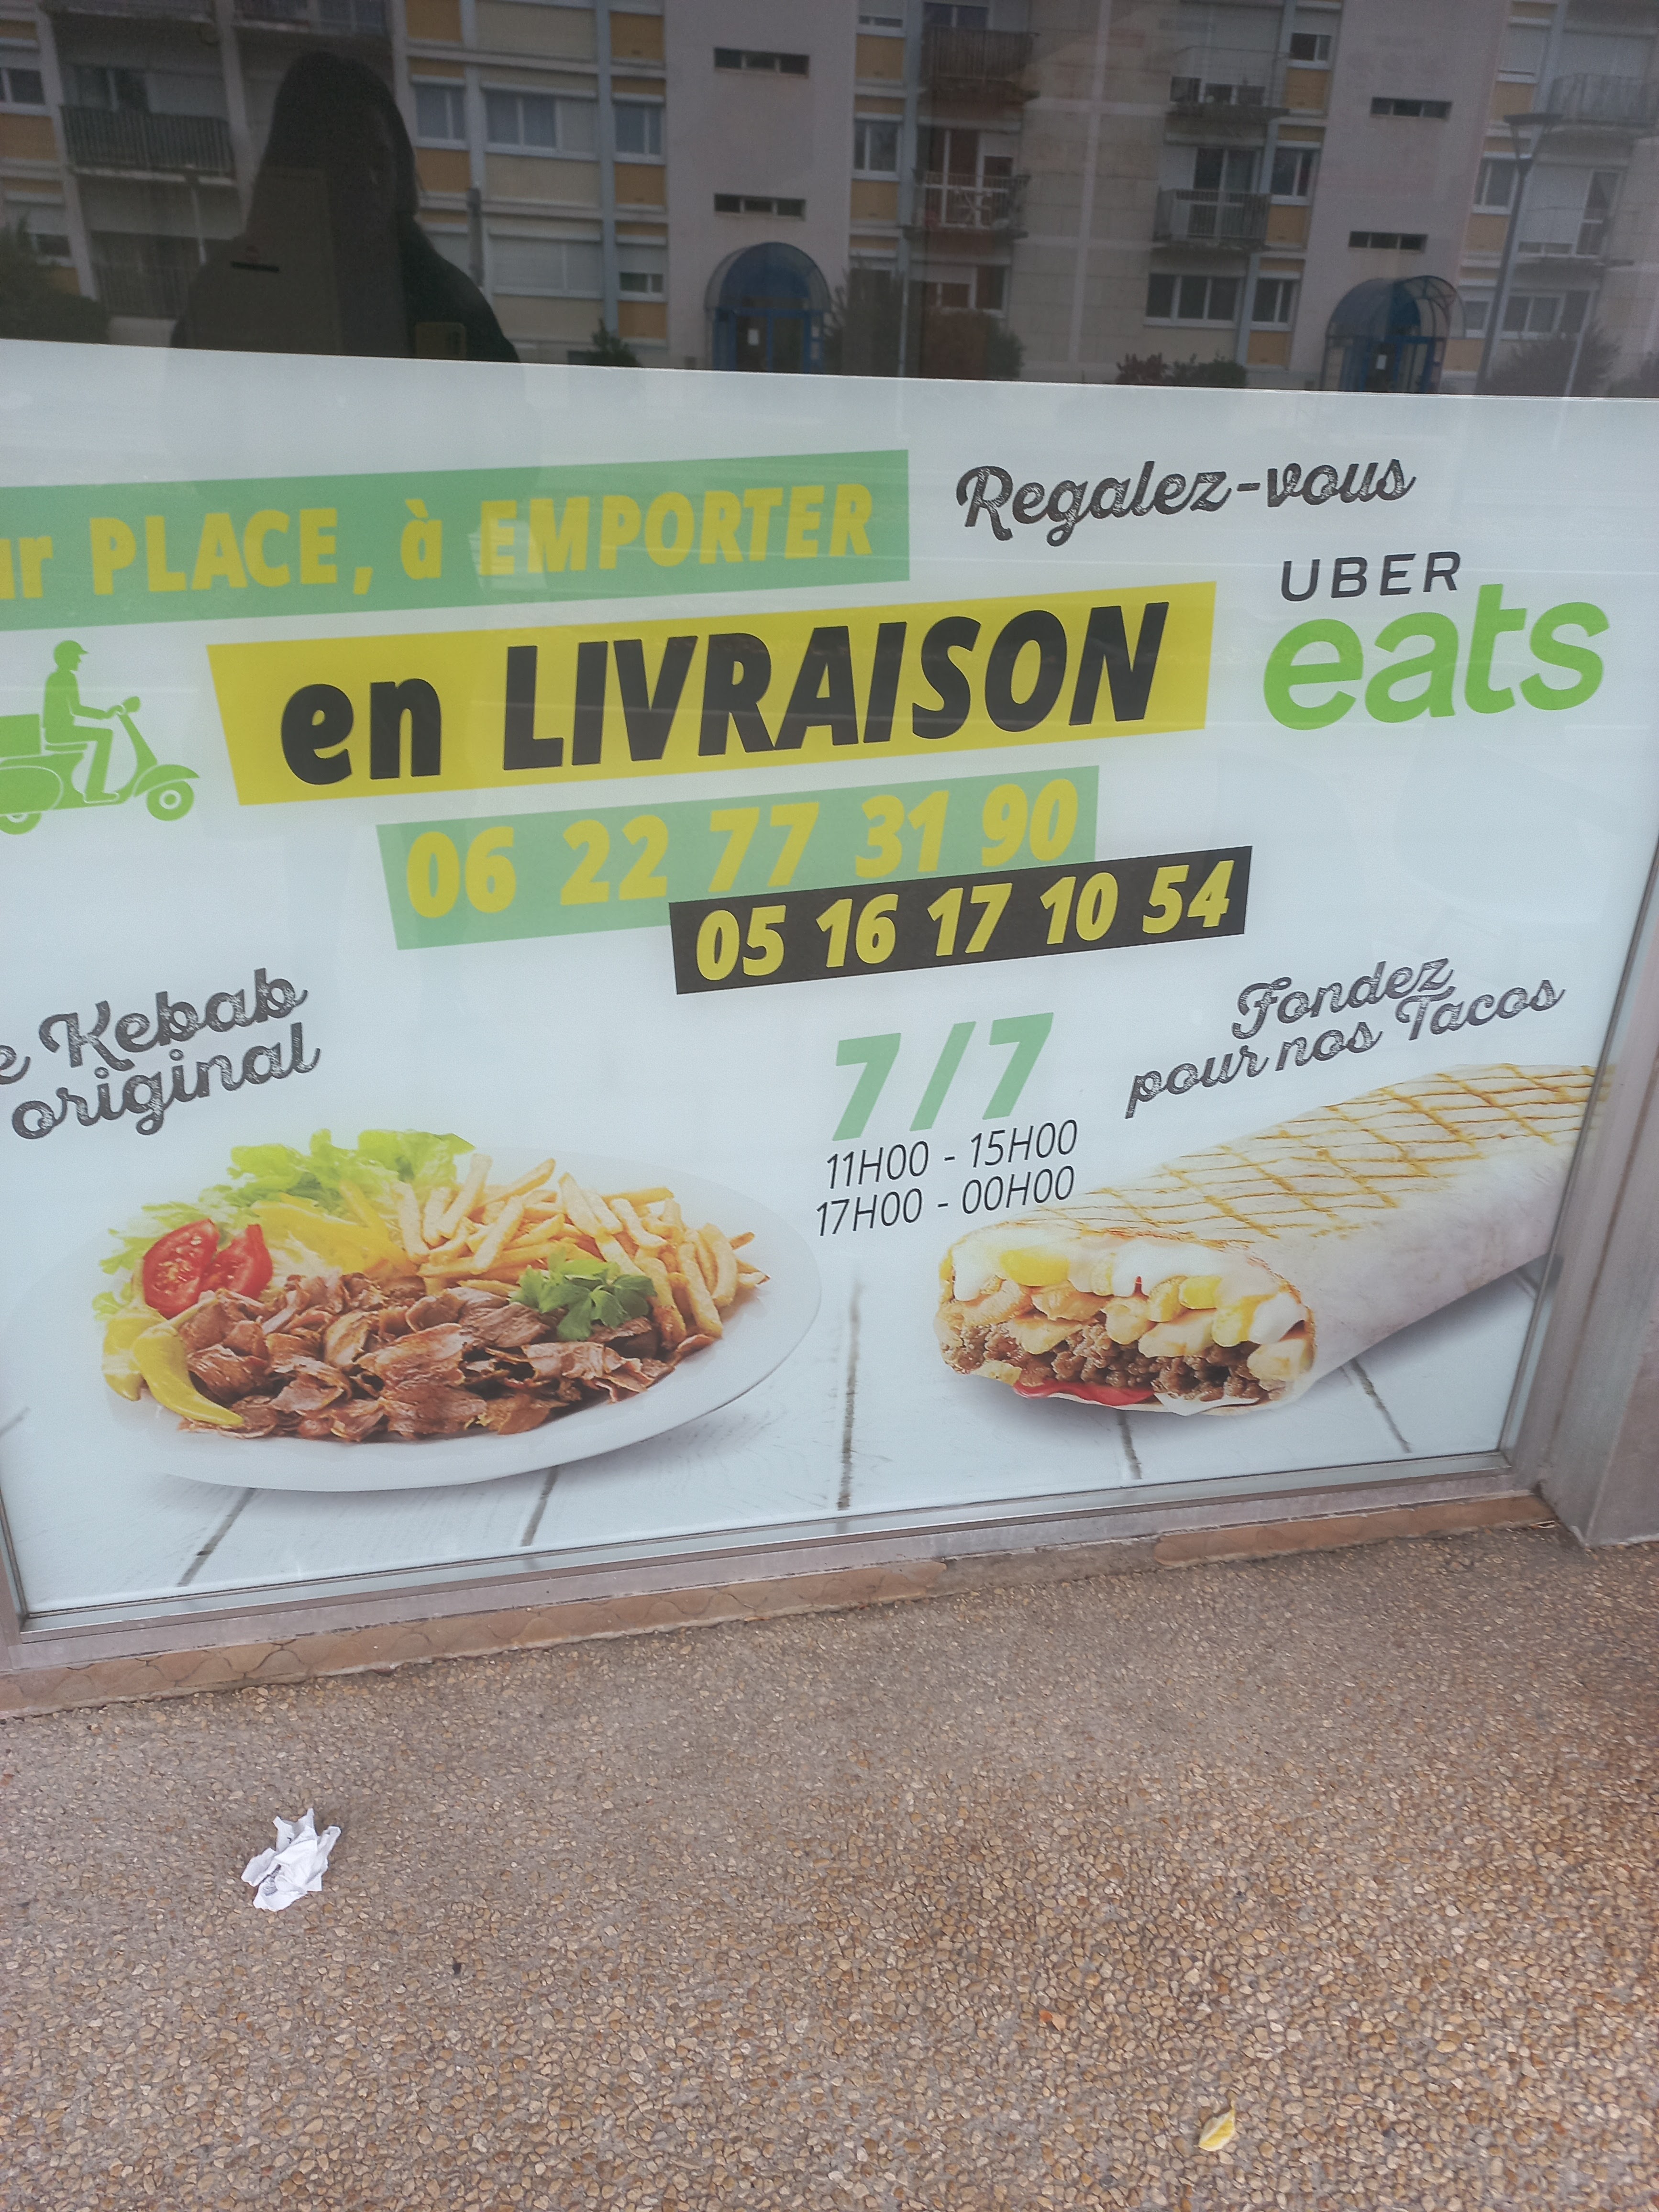 PLACE, à EMPORTER
Regalez-vous
UBER
eats
en LIVRAISON
06 22 77 31 90
05 16 17 10 54
Kebab
original
7/7
11H00 - 15H00
17H00 - 00H00
Fondez
pour nos Tacos